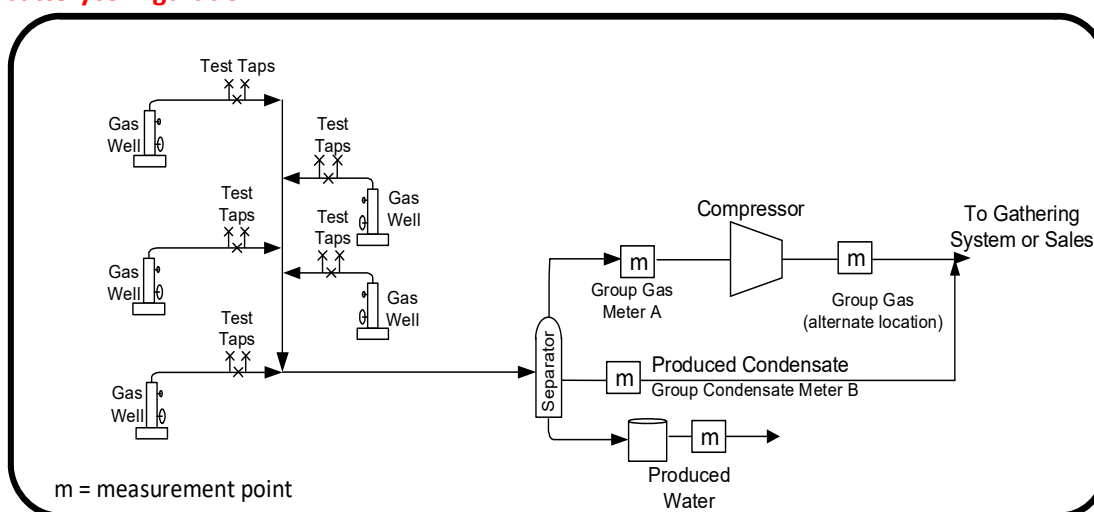 Test Taps
Gas
Well
Test
Taps
Gas
Well
Test
Taps
Gas
Well
Test
Taps
Gas
Well
Test
Taps
Gas
Well
Separator
m
Group Gas
Meter A
Compressor
m
Group Gas
(alternate location)
To Gathering
System or Sales
m
Produced Condensate
Group Condensate Meter B
m
Produced
Water
m = measurement point